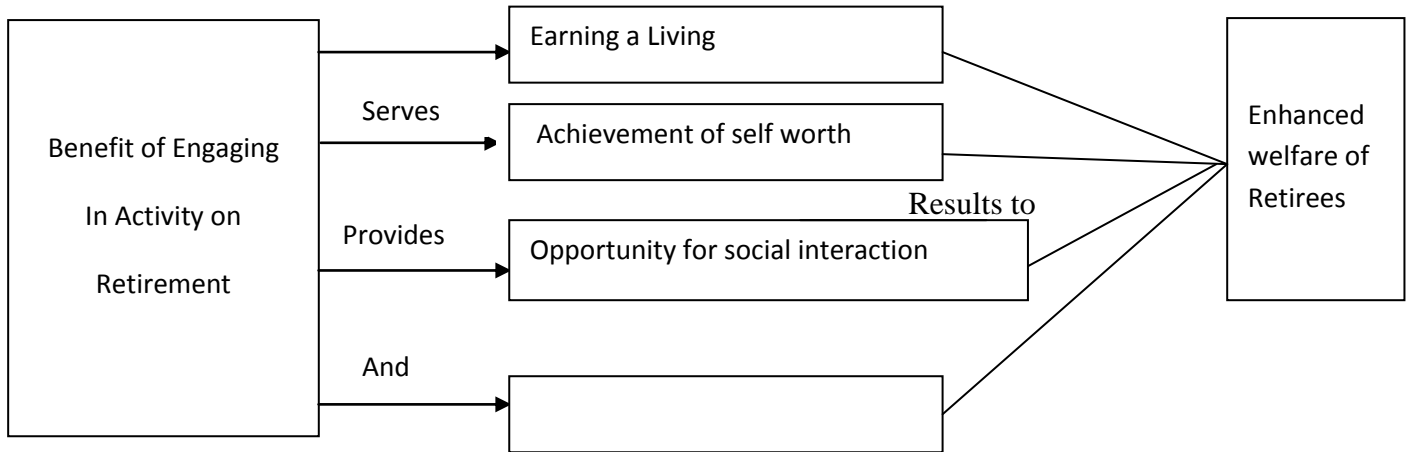 Benefit of Engaging
In Activity on
Retirement
Serves
Provides
And
Earning a Living
Achievement of self worth
Results to
Opportunity for social interaction
Enhanced
welfare of
Retirees